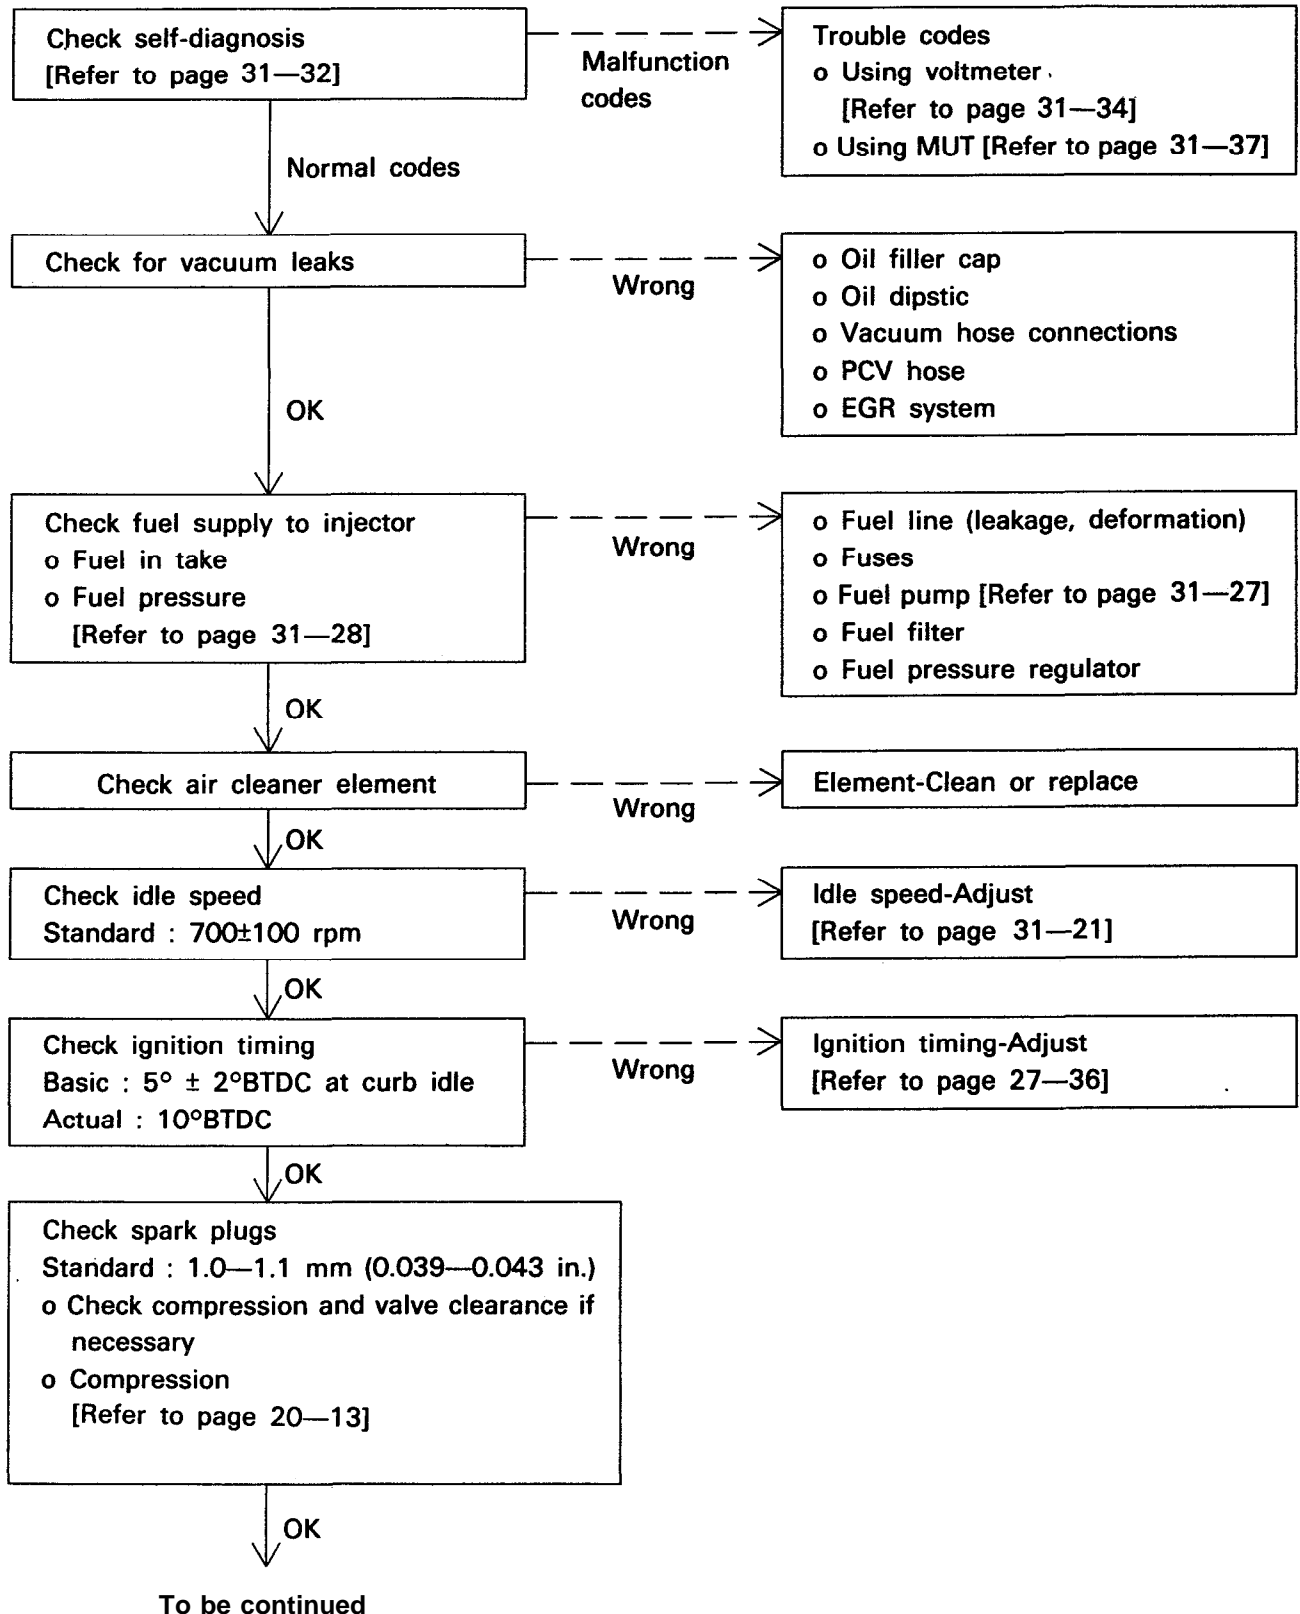 Check self-diagnosis
[Refer to page 31—32]
Malfunction
codes
Trouble codes
o Using voltmeter
[Refer to page 31—34]
o Using MUT [Refer to page 31—37]
Normal codes
Check for vacuum leaks
Wrong
o Oil filler cap
o Oil dipstic
o Vacuum hose connections
o PCV hose
o EGR system
OK
Check fuel supply to injector
o Fuel in take
o Fuel pressure
[Refer to page 31—28]
Wrong
o Fuel line (leakage, deformation)
o Fuses
o Fuel pump [Refer to page 31—27]
o Fuel filter
o Fuel pressure regulator
OK
Check air cleaner element
Wrong
Element-Clean or replace
OK
Check idle speed
Standard : 700±100 rpm
Wrong
Idle speed-Adjust
[Refer to page 31—21]
OK
Check ignition timing
Basic : 5° ± 2°BTDC at curb idle
Actual : 10°BTDC
Wrong
Ignition timing-Adjust
[Refer to page 27—36]
OK
Check spark plugs
Standard : 1.0—1.1 mm (0.039—0.043 in.)
o Check compression and valve clearance if
necessary
o Compression
[Refer to page 20—13]
OK
To be continued